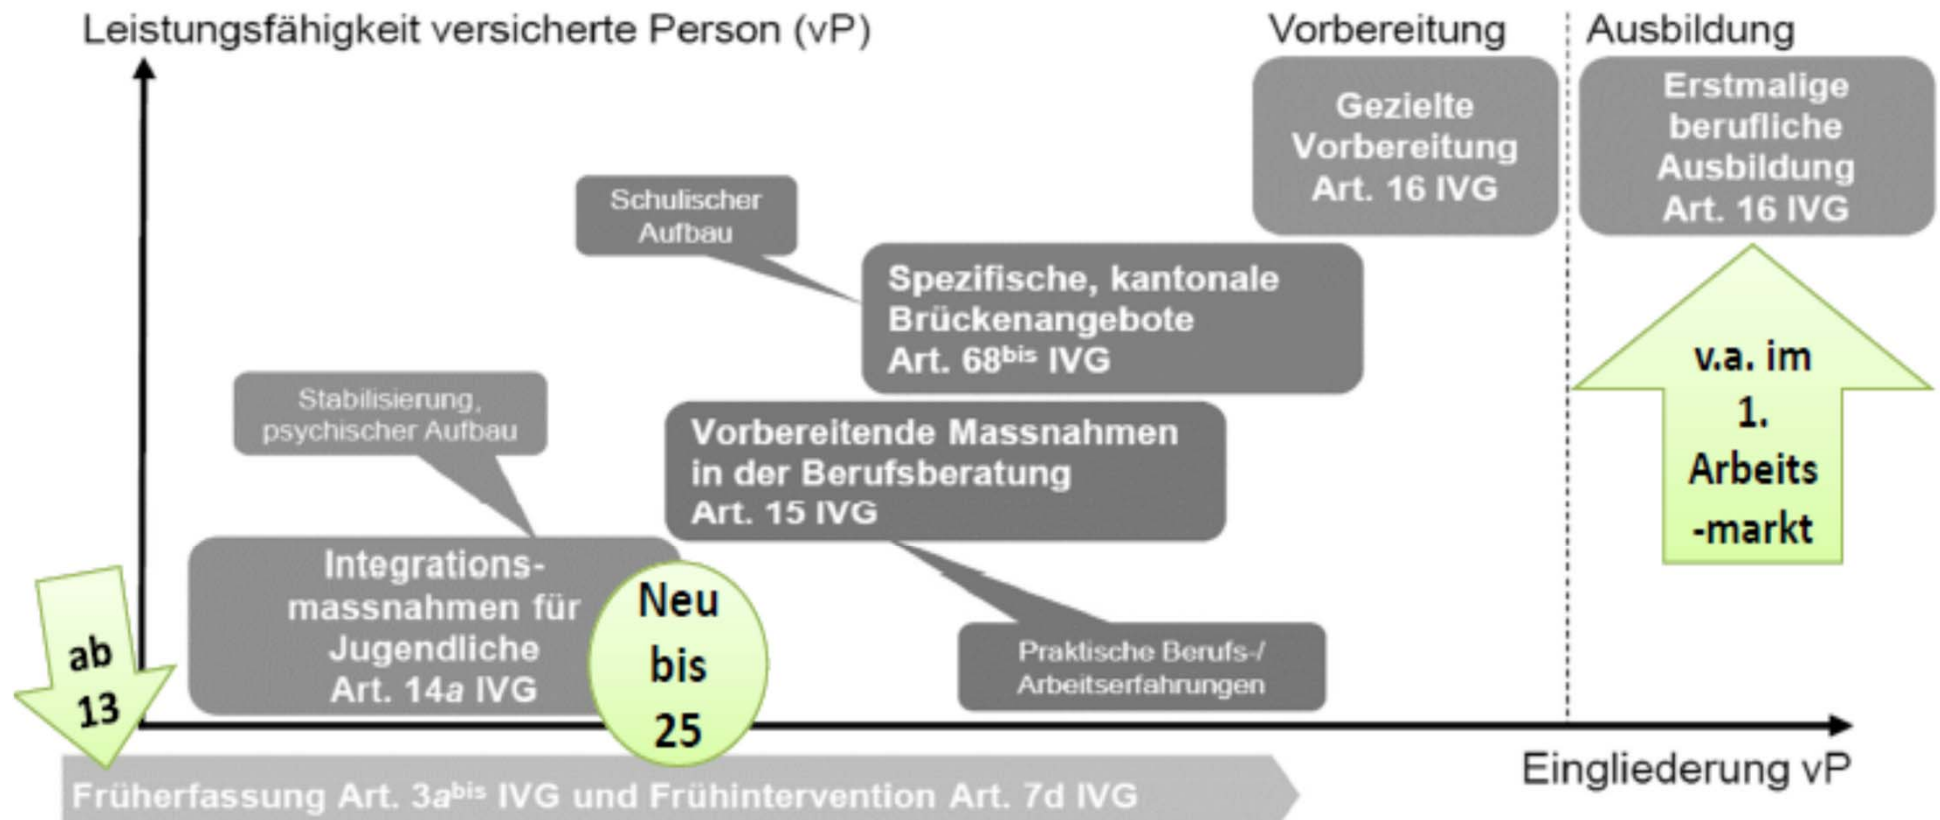 Leistungsfähigkeit versicherte Person (vP)
Vorbereitung
Ausbildung
Gezielte
Vorbereitung
Art. 16 IVG
Erstmalige
berufliche
Ausbildung
Art. 16 IVG
Schulischer
Aufbau
Spezifische, kantonale
Brückenangebote
Art. 68ᵇⁱˢ IVG
v.a. im
1.
Arbeits
-markt
Stabilisierung,
psychischer Aufbau
Vorbereitende Massnahmen
in der Berufsberatung
Art. 15 IVG
Integrations-
massnahmen für
Jugendliche
Art. 14a IVG
Neu
bis
25
ab
13
Praktische Berufs-/
Arbeitserfahrungen
Eingliederung vP
Früherfassung Art. 3aᵇⁱˢ IVG und Frühintervention Art. 7d IVG